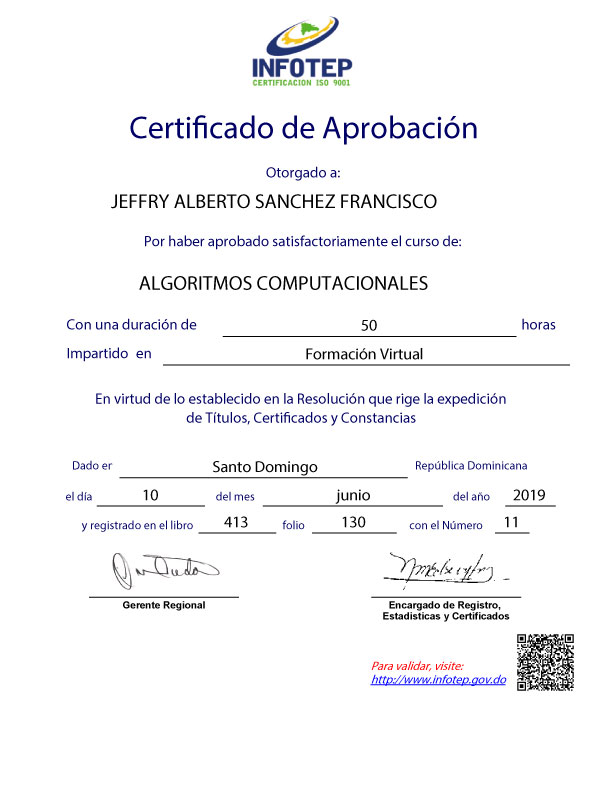 INFOTEP
CERTIFICACION ISO 9001
Certificado de Aprobación
Otorgado a:
JEFFRY ALBERTO SANCHEZ FRANCISCO
Por haber aprobado satisfactoriamente el curso de:
ALGORITMOS COMPUTACIONALES
Con una duración de 50 horas
Impartido en Formación Virtual
En virtud de lo establecido en la Resolución que rige la expedición
de Títulos, Certificados y Constancias
Dado er Santo Domingo República Dominicana
el día 10 del mes junio del año 2019
y registrado en el libro 413 folio 130 con el Número 11
Gerente Regional
Encargado de Registro,
Estadisticas y Certificados
Para validar, visite:
http://www.infotep.gov.do